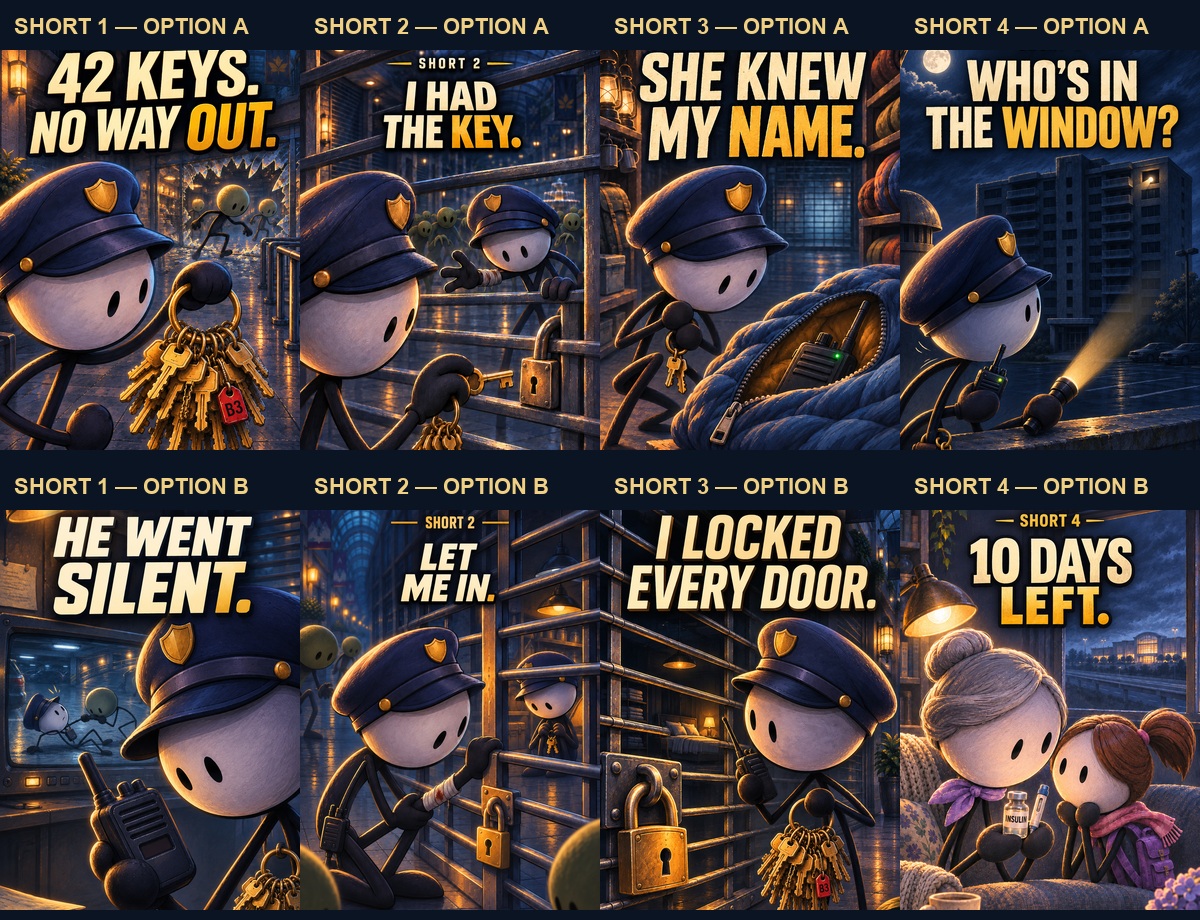 SHORT 1 — OPTION A
42 KEYS.
NO WAY OUT.
B3
SHORT 2 — OPTION A
SHORT 2
I HAD
THE KEY.
SHORT 3 — OPTION A
SHE KNEW
MY NAME.
SHORT 4 — OPTION A
WHO'S IN
THE WINDOW?
SHORT 1 — OPTION B
HE WENT
SILENT.
SHORT 2 — OPTION B
SHORT 2
LET
ME IN.
SHORT 3 — OPTION B
I LOCKED
EVERY DOOR.
B3
SHORT 4 — OPTION B
SHORT 4
10 DAYS
LEFT.
INSULIN